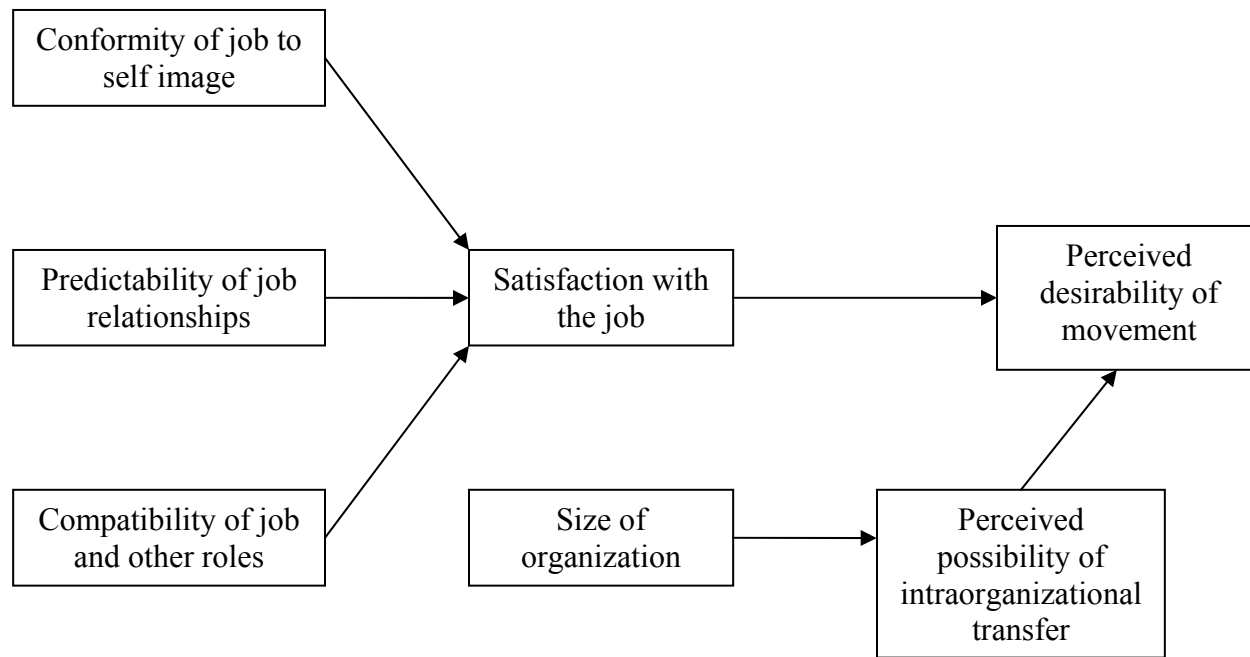 Conformity of job to
self image
Predictability of job
relationships
Satisfaction with
the job
Perceived
desirability of
movement
Compatibility of job
and other roles
Size of
organization
Perceived
possibility of
intraorganizational
transfer